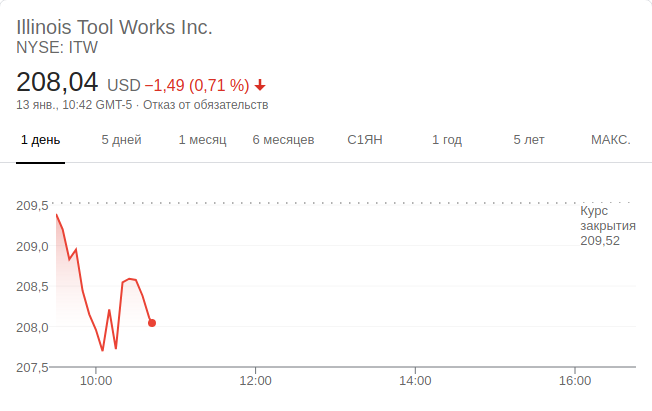 Illinois Tool Works Inc.
NYSE: ITW
208,04 USD −1,49 (0,71 %)
13 янв., 10:42 GMT-5 · Отказ от обязательств
1 день 5 дней 1 месяц 6 месяцев С1ЯН 1 год 5 лет МАКС.
209,5
Курс
закрытия
209,52
209,0
208,5
208,0
207,5
10:00 12:00 14:00 16:00